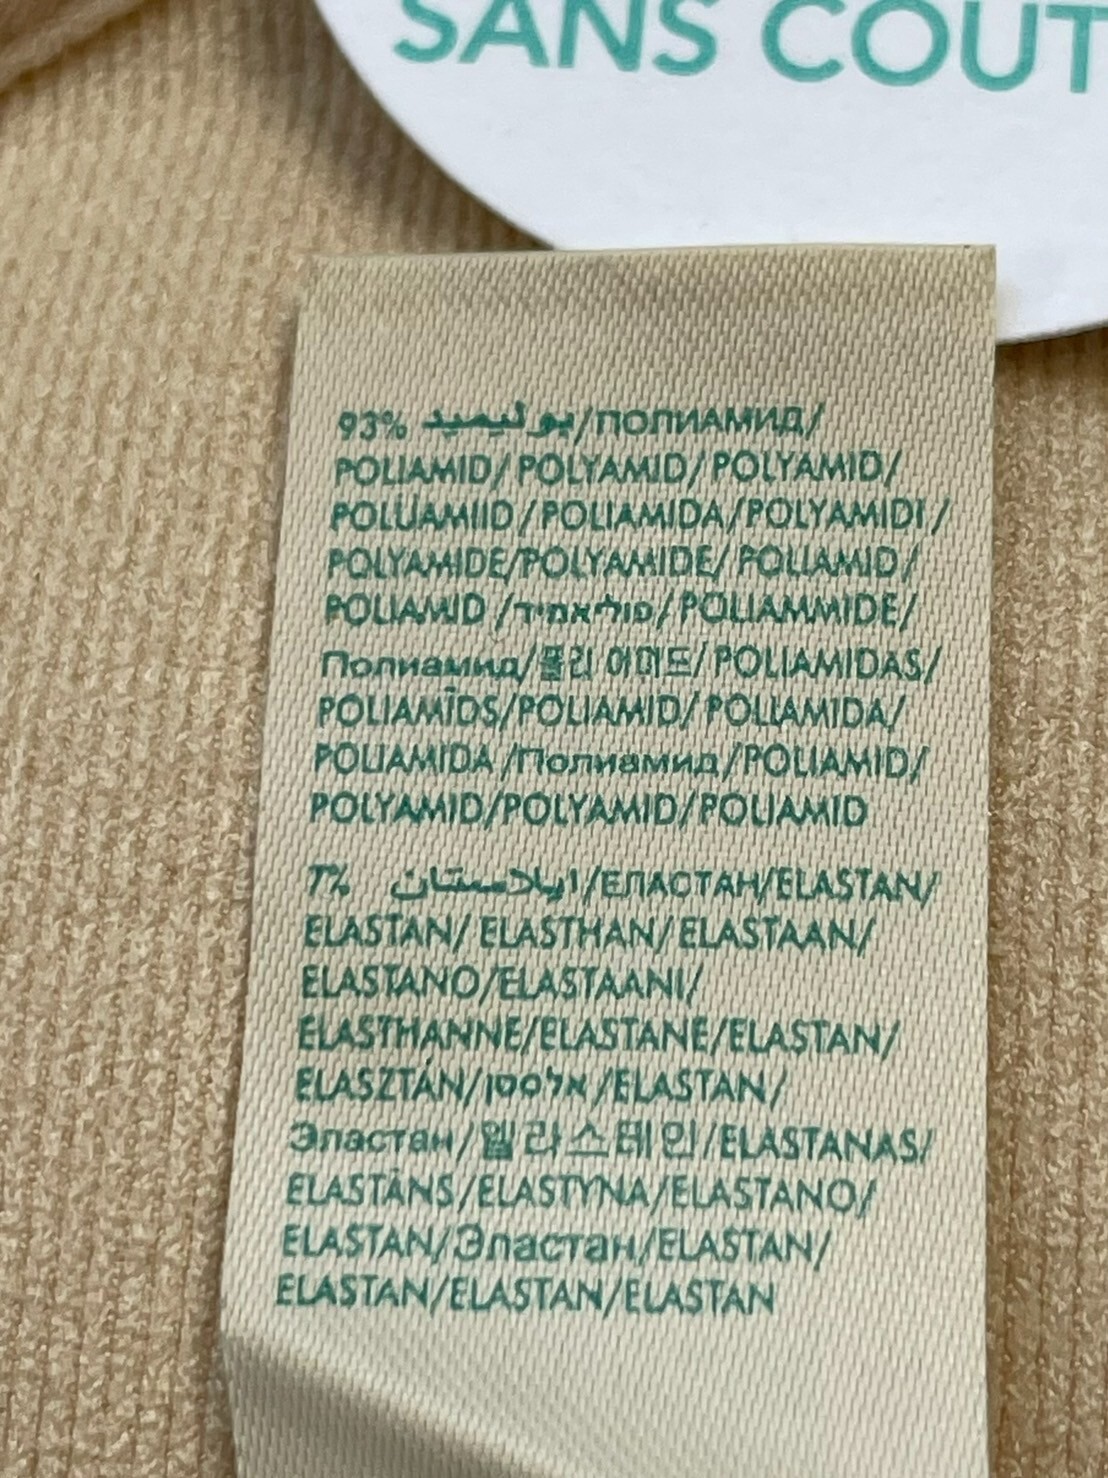 SANS COUT
93% بوليميد/ПОЛИАМИД/
POLIAMID/POLYAMID/POLYAMID/
POLÜAMIID/POLIAMIDA/POLYAMIDI/
POLYAMIDE/POLYAMIDE/POLIAMID/
POLIAMID/פוליאמיד/POLIAMMIDE/
Полиамид/폴리 아미드/POLIAMIDAS/
POLIAMĪDS/POLIAMID/POLIAMIDA/
POLIAMIDA/Полиамид/POLIAMID/
POLYAMID/POLYAMID/POLIAMID
7% ايلاستان/ЕЛАСТАН/ELASTAN/
ELASTAN/ELASTHAN/ELASTAAN/
ELASTANO/ELASTAANI/
ELASTHANNE/ELASTANE/ELASTAN/
ELASZTÁN/אלסטן/ELASTAN/
Эластан/엘라스테인/ELASTANAS/
ELASTĀNS/ELASTYNA/ELASTANO/
ELASTAN/Эластан/ELASTAN/
ELASTAN/ELASTAN/ELASTAN